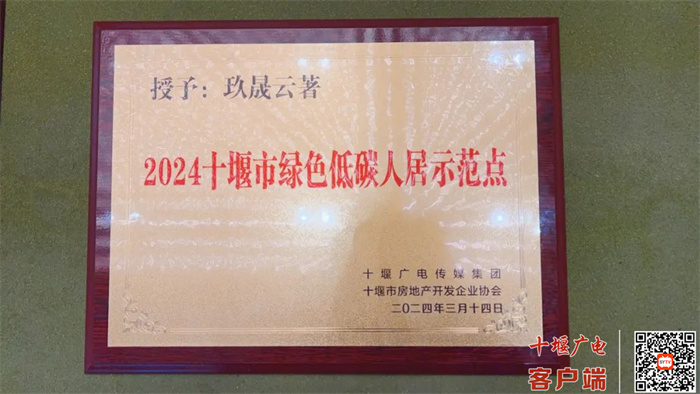 授予：玖晟云著
2024十堰市绿色低碳人居示范点
十堰广电传媒集团
十堰市房地产开发企业协会
二〇二四年三月十四日
十堰广电
客户端
SYTV